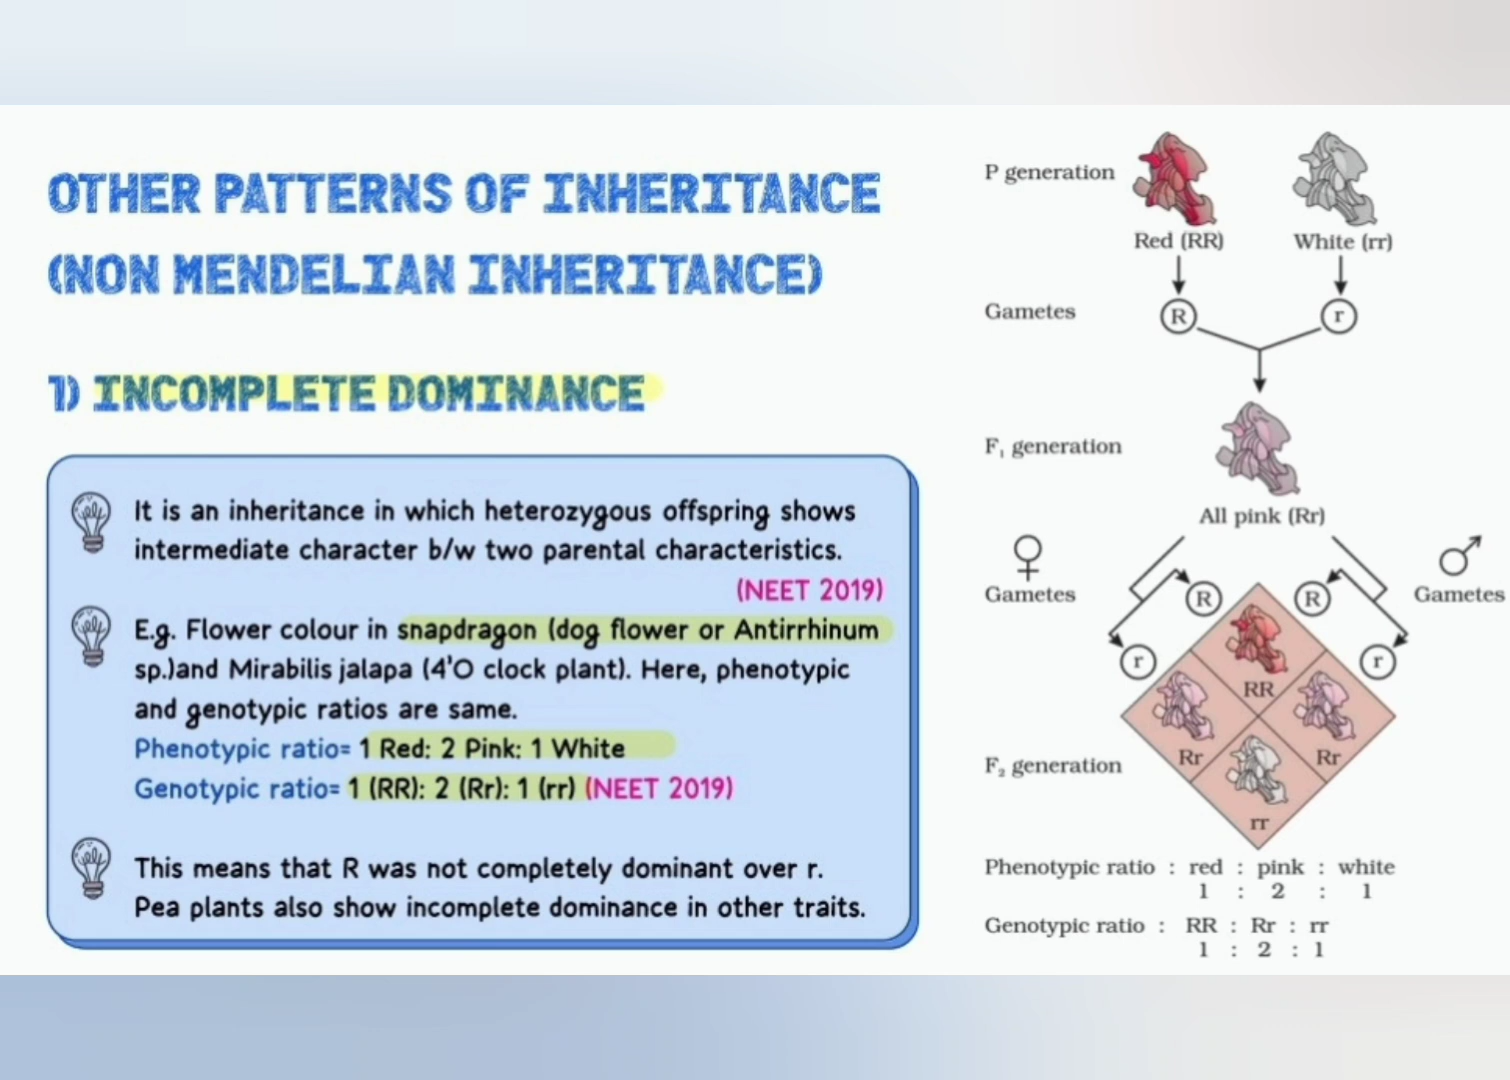 OTHER PATTERNS OF INHERITANCE
(NON MENDELIAN INHERITANCE)
1) INCOMPLETE DOMINANCE
It is an inheritance in which heterozygous offspring shows
intermediate character b/w two parental characteristics.
(NEET 2019)
E.g. Flower colour in snapdragon (dog flower or Antirrhinum
sp.)and Mirabilis jalapa (4'O clock plant). Here, phenotypic
and genotypic ratios are same.
Phenotypic ratio= 1 Red: 2 Pink: 1 White
Genotypic ratio= 1 (RR): 2 (Rr): 1 (rr) (NEET 2019)
This means that R was not completely dominant over r.
Pea plants also show incomplete dominance in other traits.
P generation
Red (RR) White (rr)
Gametes R r
F₁ generation
All pink (Rr)
Gametes R R Gametes
r r
RR
Rr Rr
F₂ generation
rr
Phenotypic ratio : red : pink : white
1 : 2 : 1
Genotypic ratio : RR : Rr : rr
1 : 2 : 1